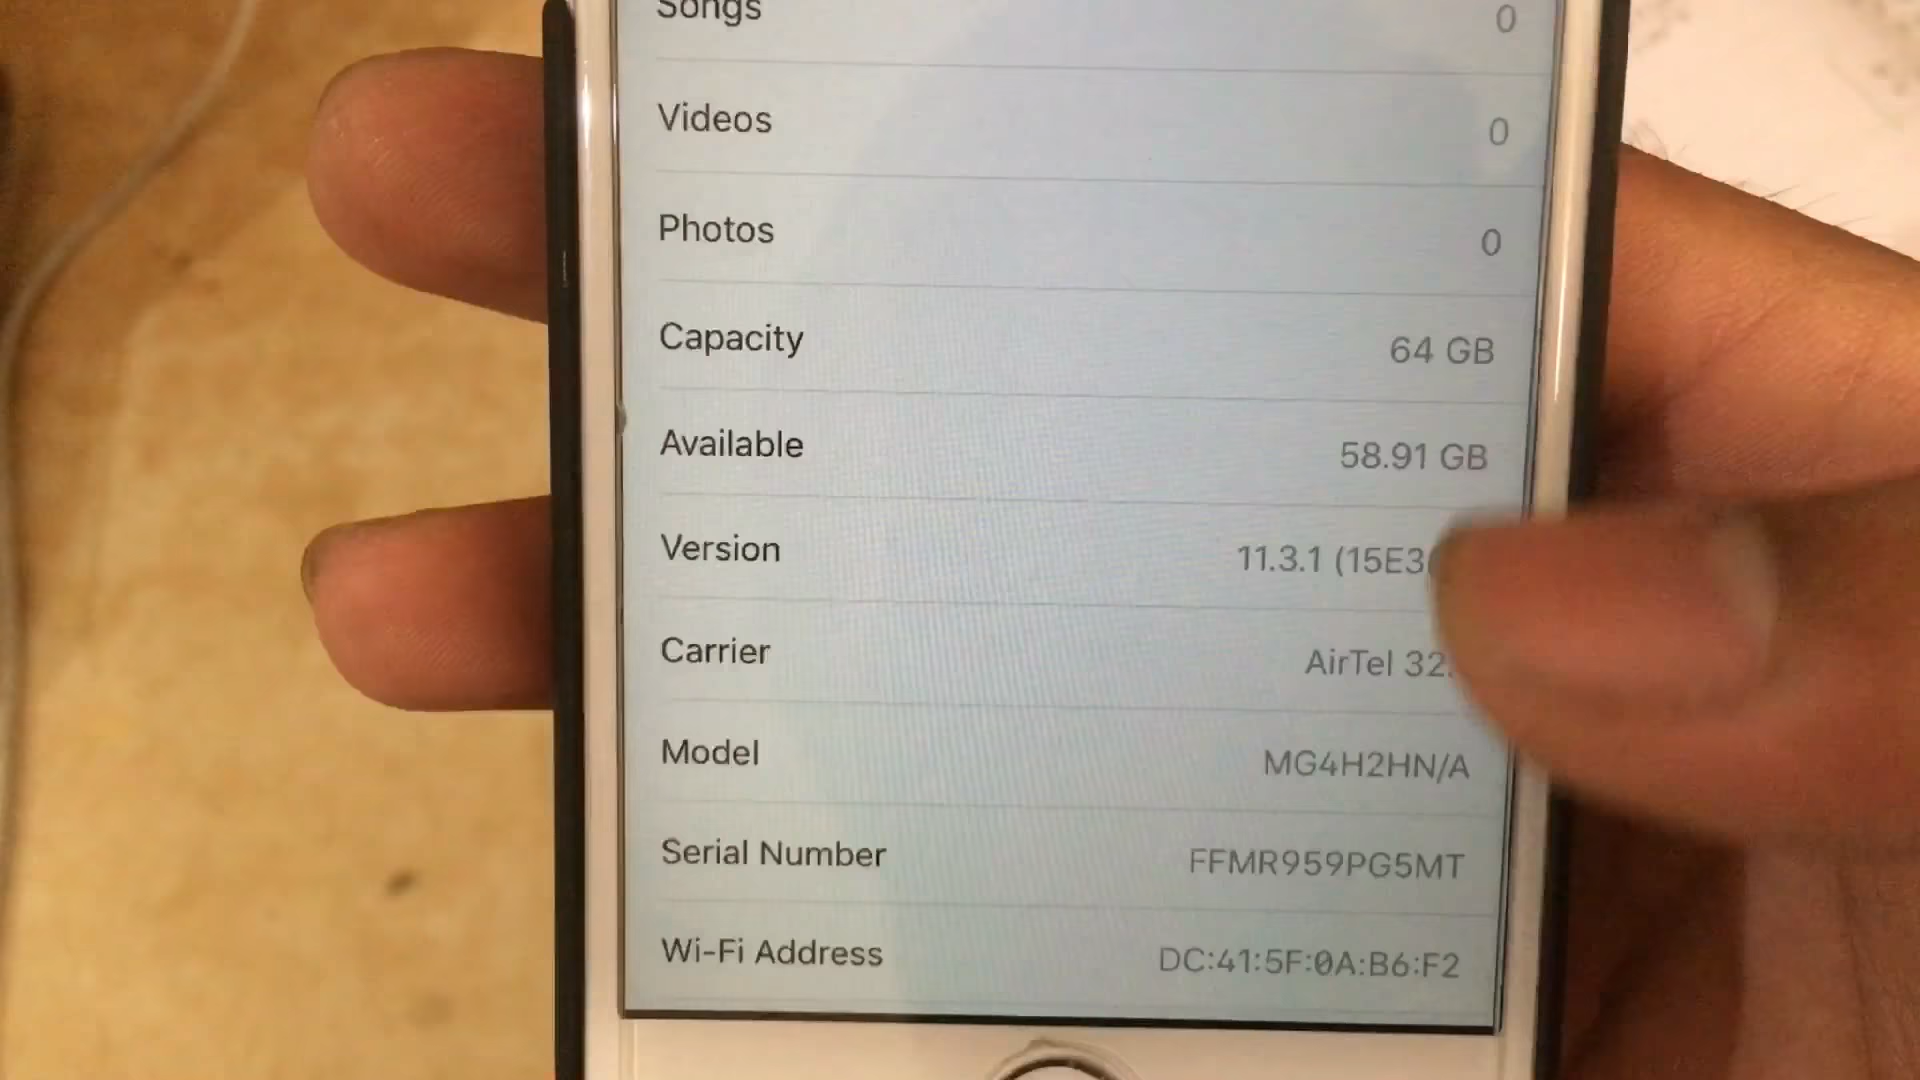 Songs 0
Videos 0
Photos 0
Capacity 64 GB
Available 58.91 GB
Version 11.3.1 (15E3
Carrier AirTel 32.
Model MG4H2HN/A
Serial Number FFMR959PG5MT
Wi-Fi Address DC:41:5F:0A:B6:F2